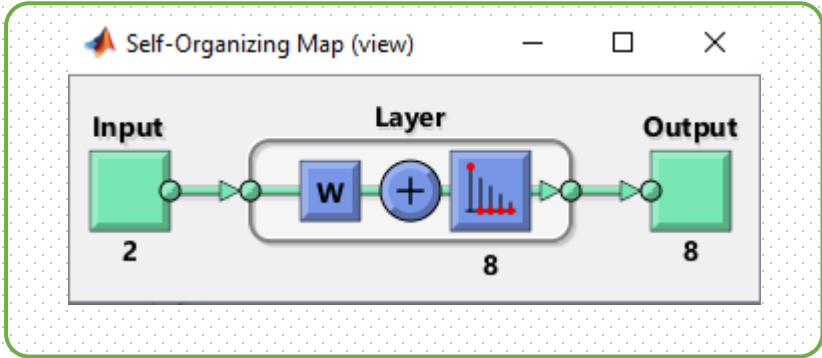 Self-Organizing Map (view)
Layer
Input
Output
W
2
8
8